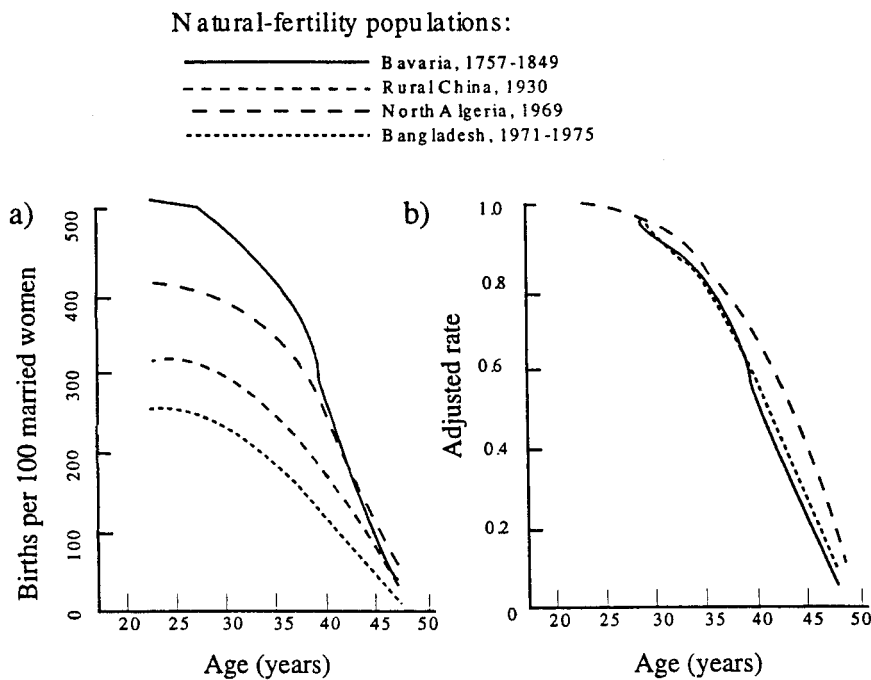 Natural-fertility populations:
Bavaria, 1757-1849
Rural China, 1930
North Algeria, 1969
Bangladesh, 1971-1975
a)
Births per 100 married women
500
400
300
200
100
0
20 25 30 35 40 45 50
Age (years)
b)
Adjusted rate
1.0
0.8
0.6
0.4
0.2
0
20 25 30 35 40 45 50
Age (years)